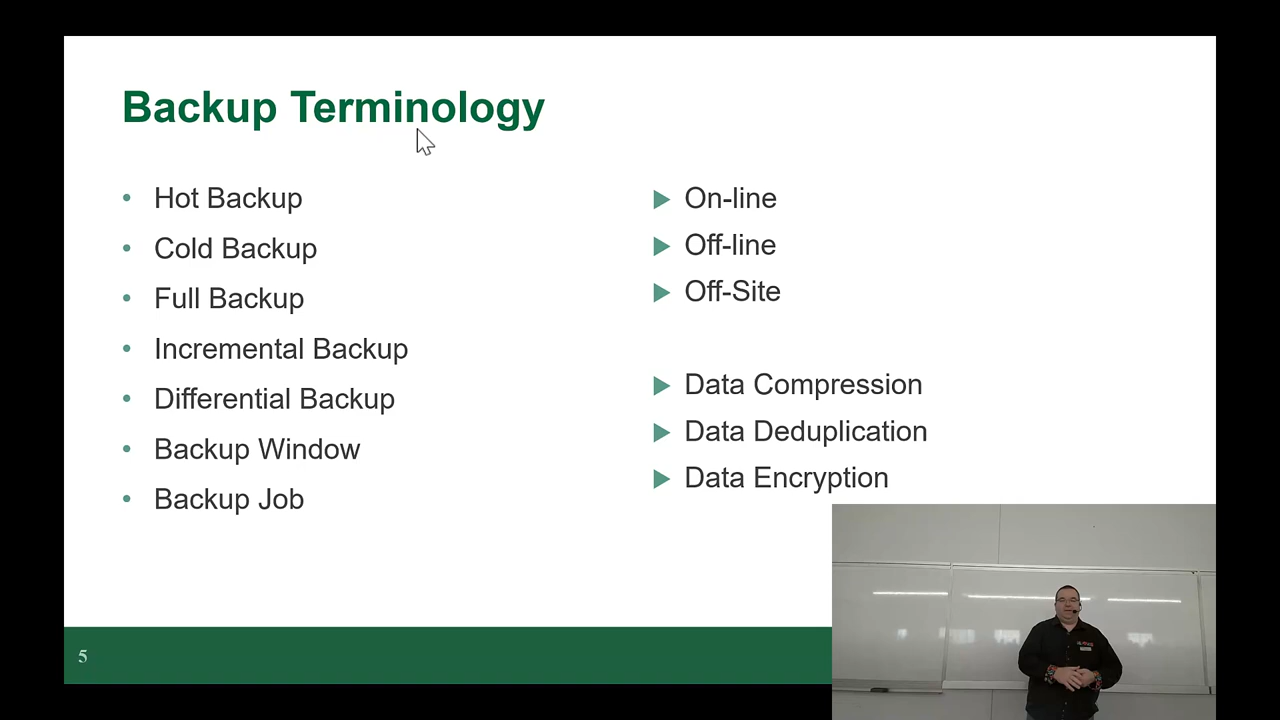 Backup Terminology
Hot Backup
Cold Backup
Full Backup
Incremental Backup
Differential Backup
Backup Window
Backup Job
On-line
Off-line
Off-Site
Data Compression
Data Deduplication
Data Encryption
5